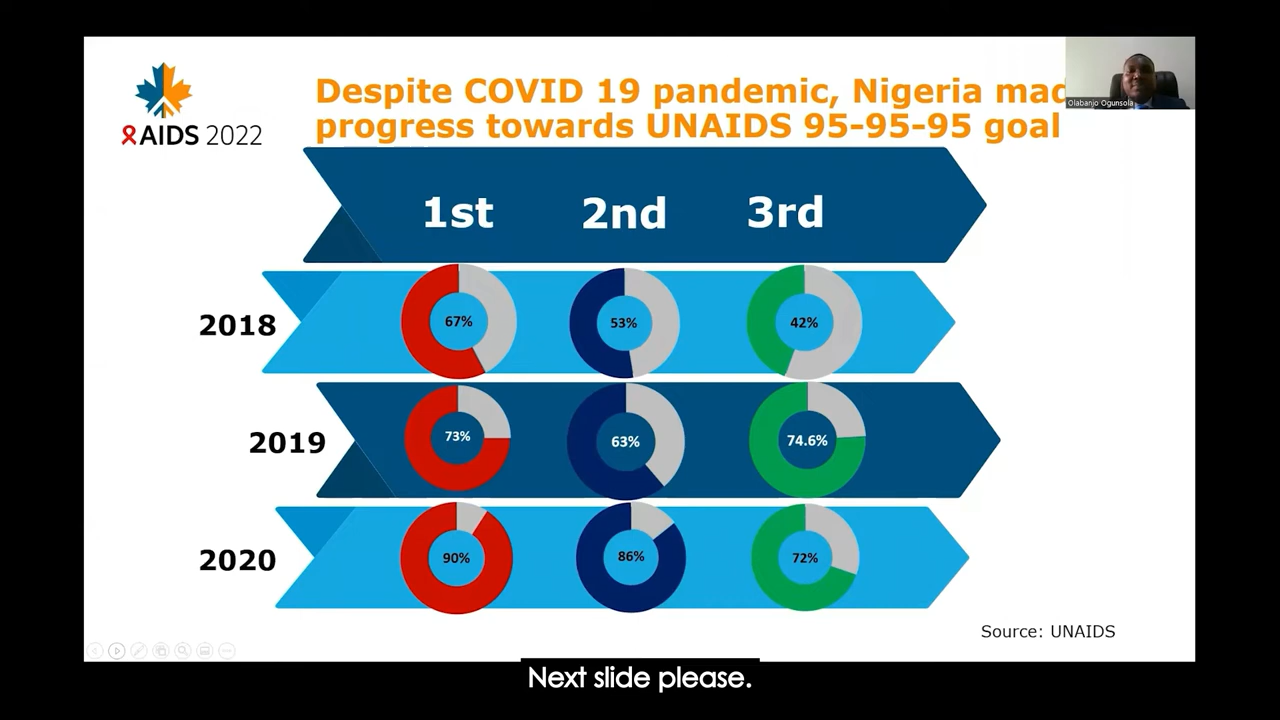 AIDS 2022
Despite COVID 19 pandemic, Nigeria mad
progress towards UNAIDS 95-95-95 goal
Olabanjo Ogunsola
1st 2nd 3rd
2018 67% 53% 42%
2019 73% 63% 74.6%
2020 90% 86% 72%
Source: UNAIDS
Next slide please.